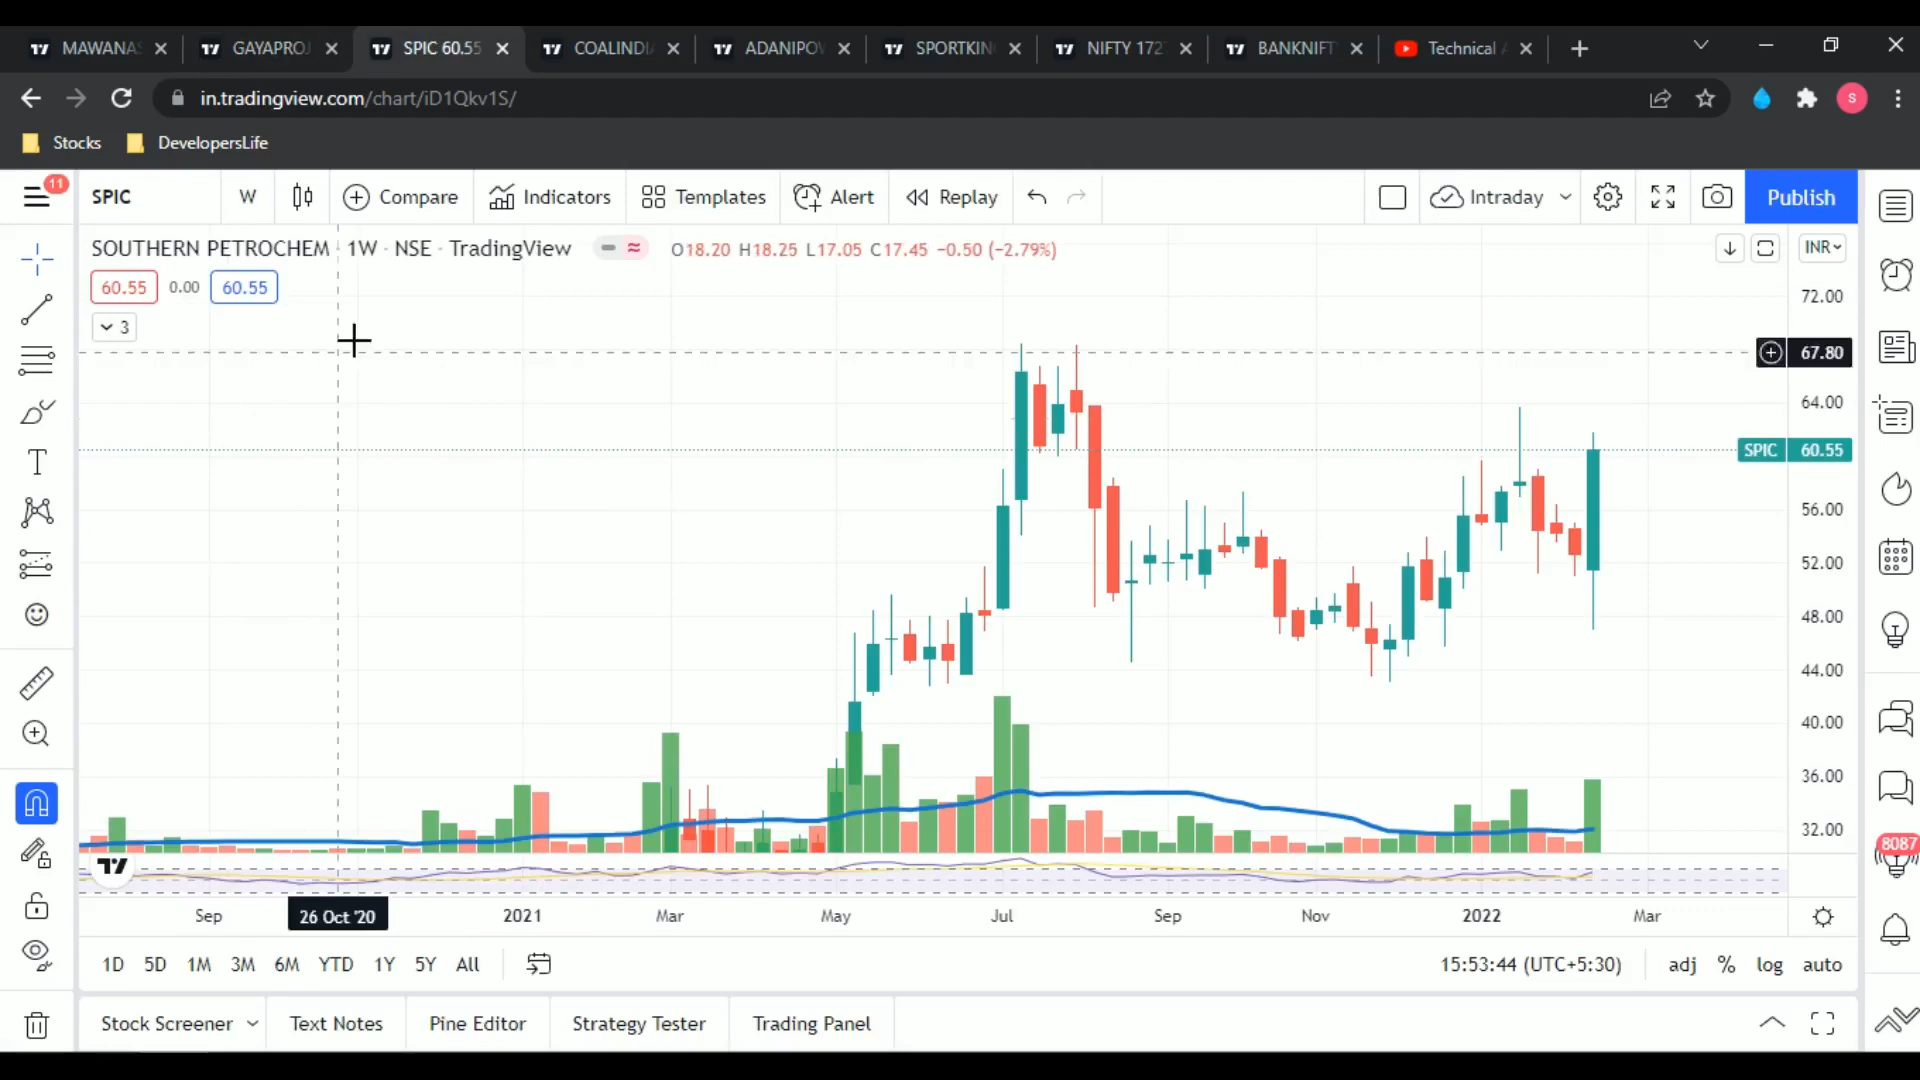 MAWANAS
GAYAPROJ
SPIC 60.55
COALINDIA
ADANIPOW
SPORTKING
NIFTY 172
BANKNIFT
Technical A
in.tradingview.com/chart/iD1Qkv1S/
S
Stocks
DevelopersLife
11
SPIC
W
Compare
Indicators
Templates
Alert
Replay
Intraday
Publish
SOUTHERN PETROCHEM · 1W · NSE · TradingView
O18.20 H18.25 L17.05 C17.45 −0.50 (−2.79%)
INR
60.55
0.00
60.55
3
72.00
67.80
64.00
SPIC 60.55
56.00
52.00
48.00
44.00
40.00
36.00
32.00
8087
Sep
26 Oct '20
2021
Mar
May
Jul
Sep
Nov
2022
Mar
1D 5D 1M 3M 6M YTD 1Y 5Y All
15:53:44 (UTC+5:30)
adj % log auto
Stock Screener
Text Notes
Pine Editor
Strategy Tester
Trading Panel